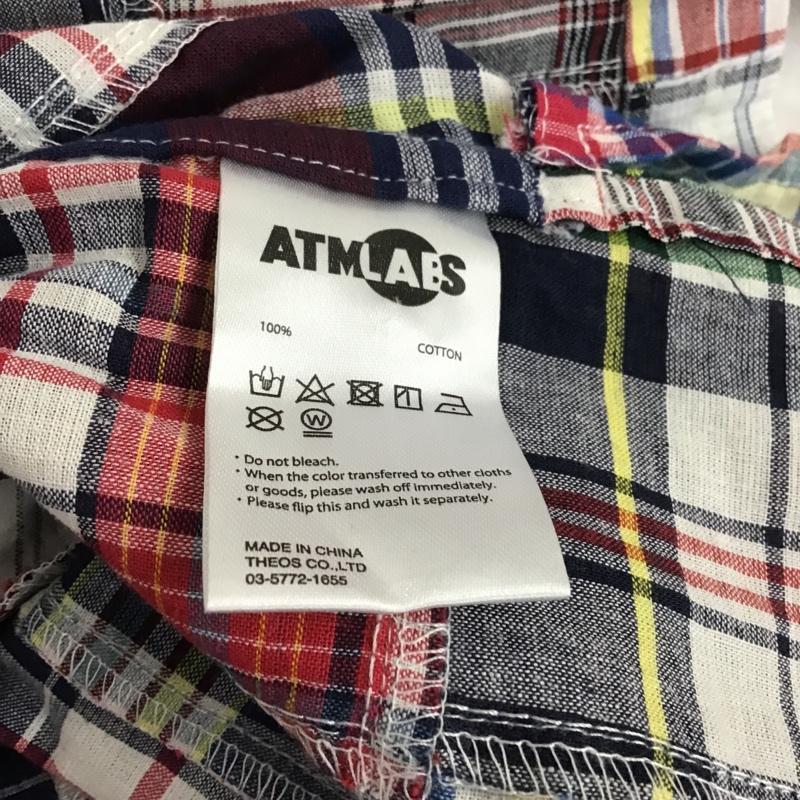 ATMLABS
100%
COTTON
W
* Do not bleach.
* When the color transferred to other cloths
or goods, please wash off immediately.
* Please flip this and wash it separately.
MADE IN CHINA
THEOS CO.,LTD
03-5772-1655